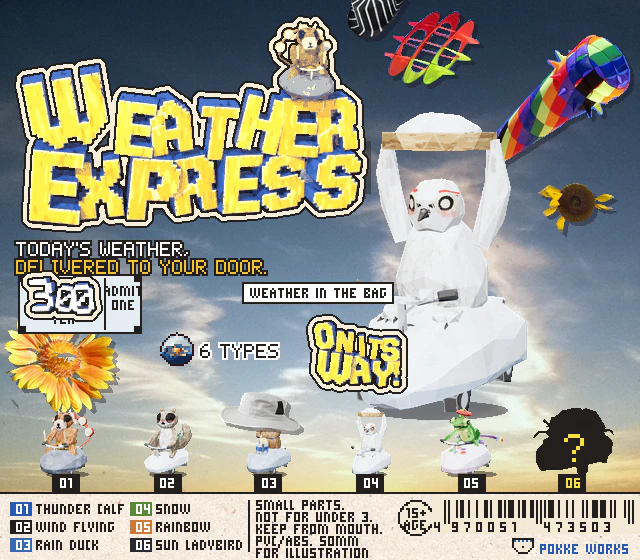 WEATHER
EXPRESS
TODAY'S WEATHER,
DELIVERED TO YOUR DOOR.
300
ADMIT
ONE
WEATHER IN THE BAG
6 TYPES
ON ITS
WAY!
?
01
02
03
04
05
06
01 THUNDER CALF
02 WIND FLYING
03 RAIN DUCK
04 SNOW
05 RAINBOW
06 SUN LADYBIRD
SMALL PARTS.
NOT FOR UNDER 3.
KEEP FROM MOUTH.
PVC/ABS. 50MM
FOR ILLUSTRATION
15+
AGE
4 970051 473503
POKKE WORKS